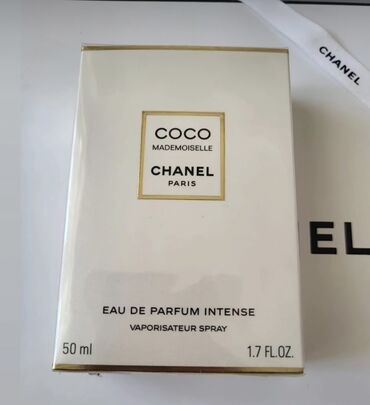 CHANEL
COCO
MADEMOISELLE
CHANEL
PARIS
EL
EAU DE PARFUM INTENSE
VAPORISATEUR SPRAY
50 ml 1.7 FL.OZ.